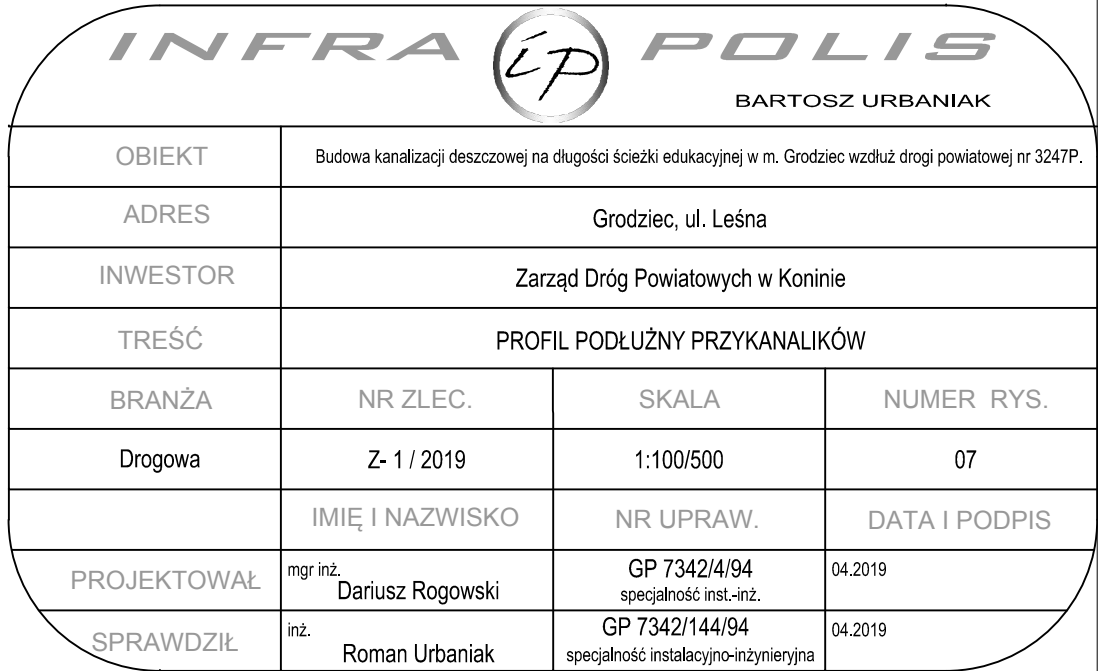 INFRA ip POLIS
BARTOSZ URBANIAK
OBIEKT Budowa kanalizacji deszczowej na długości ścieżki edukacyjnej w m. Grodziec wzdłuż drogi powiatowej nr 3247P.
ADRES Grodziec, ul. Leśna
INWESTOR Zarząd Dróg Powiatowych w Koninie
TREŚĆ PROFIL PODŁUŻNY PRZYKANALIKÓW
BRANŻA NR ZLEC. SKALA NUMER RYS.
Drogowa Z- 1 / 2019 1:100/500 07
IMIĘ I NAZWISKO NR UPRAW. DATA I PODPIS
PROJEKTOWAŁ mgr inż. Dariusz Rogowski GP 7342/4/94 04.2019
specjalność inst.-inż.
SPRAWDZIŁ inż. Roman Urbaniak GP 7342/144/94 04.2019
specjalność instalacyjno-inżynieryjna